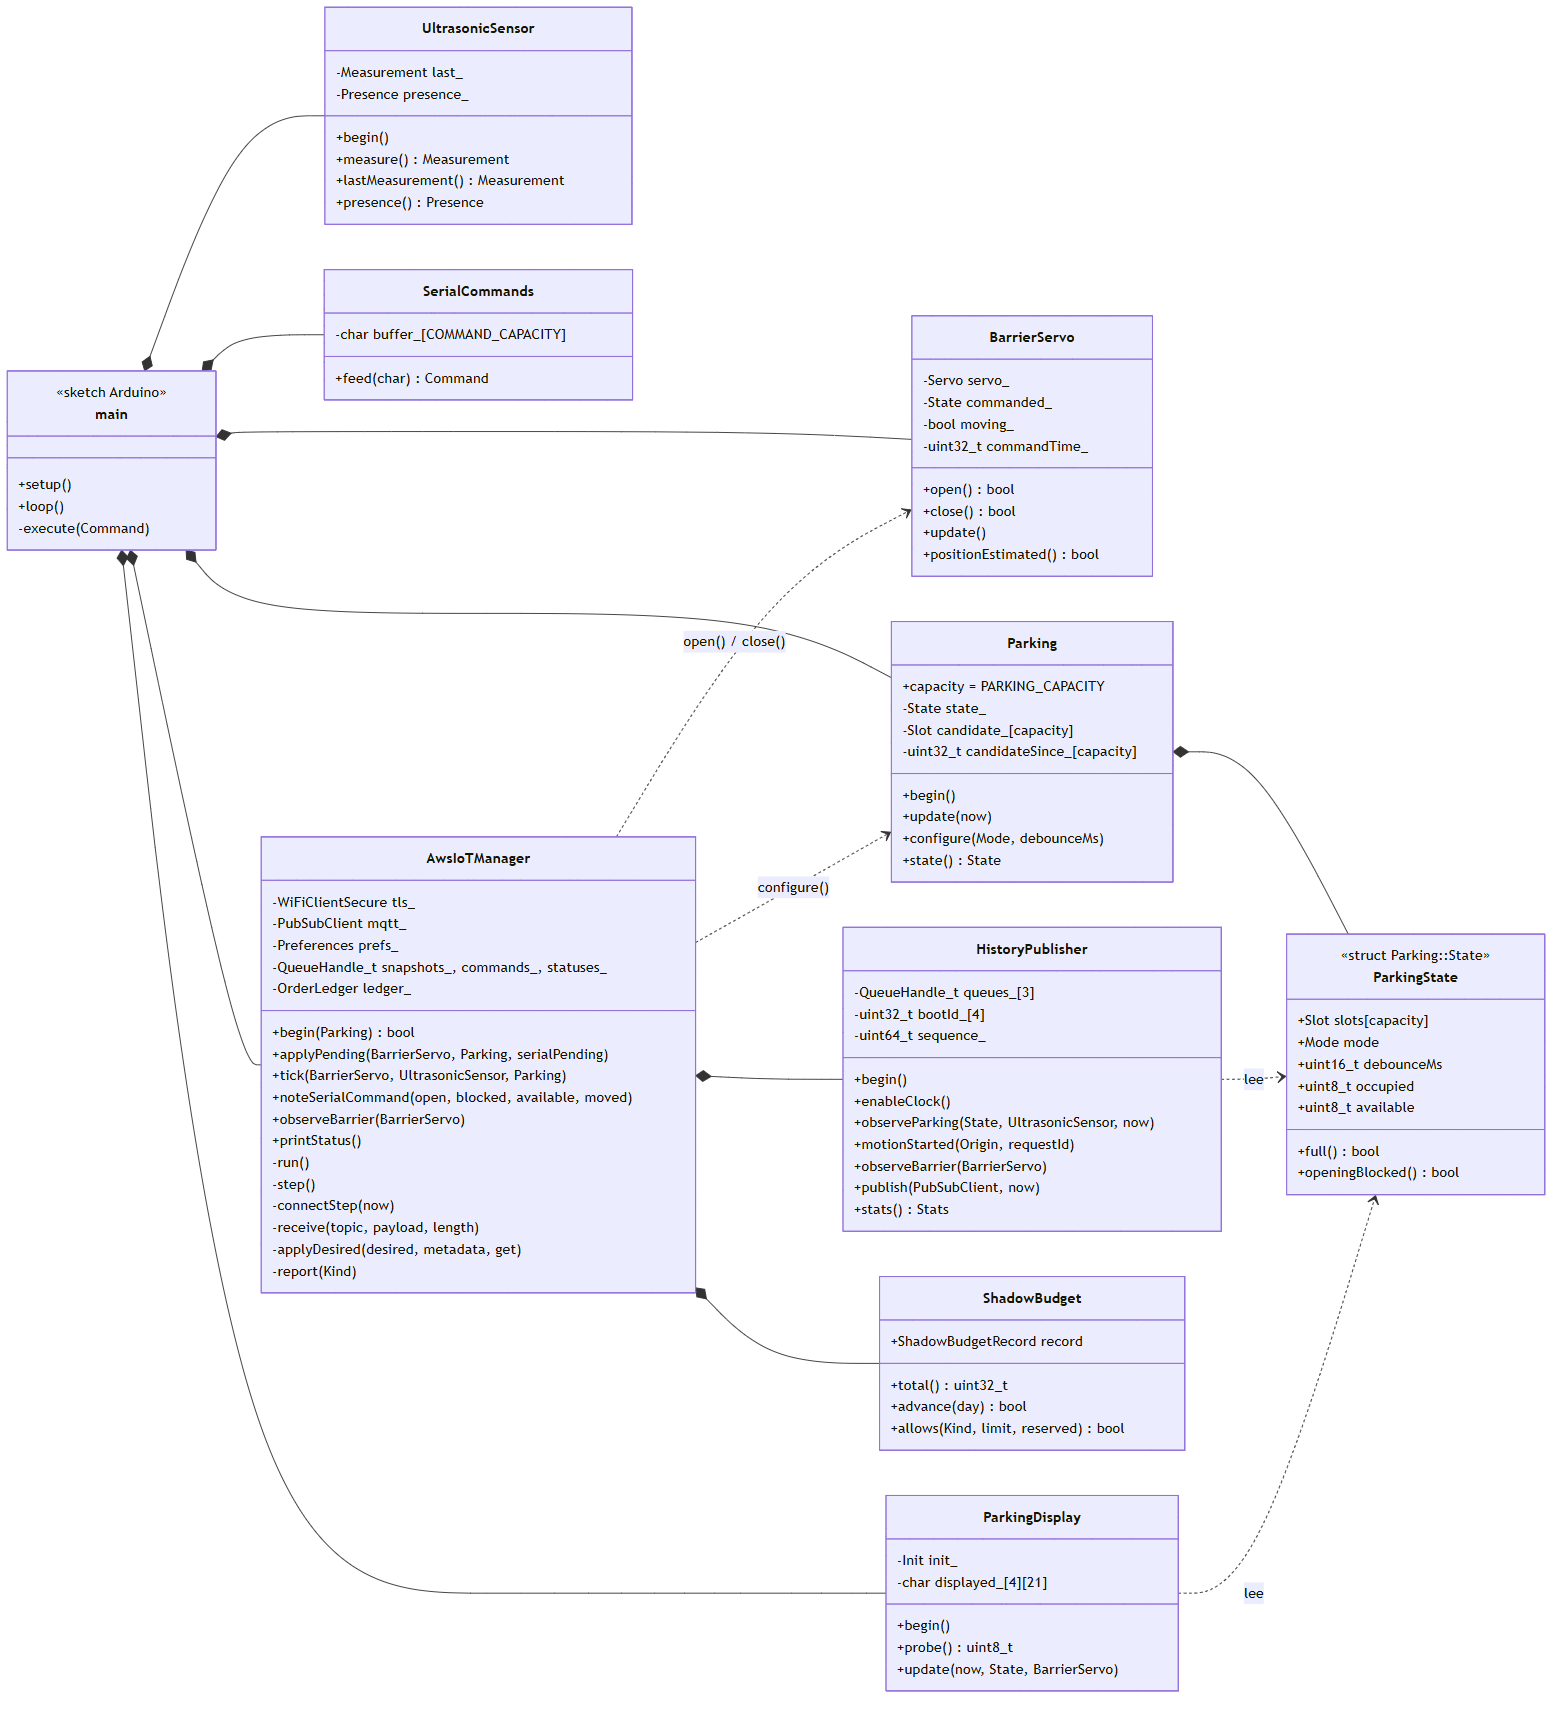 UltrasonicSensor
-Measurement last_
-Presence presence_
+begin()
+measure() : Measurement
+lastMeasurement() : Measurement
+presence() : Presence
SerialCommands
-char buffer_[COMMAND_CAPACITY]
+feed(char) : Command
«sketch Arduino»
main
+setup()
+loop()
-execute(Command)
BarrierServo
-Servo servo_
-State commanded_
-bool moving_
-uint32_t commandTime_
+open() : bool
+close() : bool
+update()
+positionEstimated() : bool
open() / close()
Parking
+capacity = PARKING_CAPACITY
-State state_
-Slot candidate_[capacity]
-uint32_t candidateSince_[capacity]
+begin()
+update(now)
+configure(Mode, debounceMs)
+state() : State
configure()
AwsIoTManager
-WiFiClientSecure tls_
-PubSubClient mqtt_
-Preferences prefs_
-QueueHandle_t snapshots_, commands_, statuses_
-OrderLedger ledger_
+begin(Parking) : bool
+applyPending(BarrierServo, Parking, serialPending)
+tick(BarrierServo, UltrasonicSensor, Parking)
+noteSerialCommand(open, blocked, available, moved)
+observeBarrier(BarrierServo)
+printStatus()
-run()
-step()
-connectStep(now)
-receive(topic, payload, length)
-applyDesired(desired, metadata, get)
-report(Kind)
HistoryPublisher
-QueueHandle_t queues_[3]
-uint32_t bootId_[4]
-uint64_t sequence_
+begin()
+enableClock()
+observeParking(State, UltrasonicSensor, now)
+motionStarted(Origin, requestId)
+observeBarrier(BarrierServo)
+publish(PubSubClient, now)
+stats() : Stats
lee
«struct Parking::State»
ParkingState
+Slot slots[capacity]
+Mode mode
+uint16_t debounceMs
+uint8_t occupied
+uint8_t available
+full() : bool
+openingBlocked() : bool
ShadowBudget
+ShadowBudgetRecord record
+total() : uint32_t
+advance(day) : bool
+allows(Kind, limit, reserved) : bool
ParkingDisplay
-Init init_
-char displayed_[4][21]
+begin()
+probe() : uint8_t
+update(now, State, BarrierServo)
lee